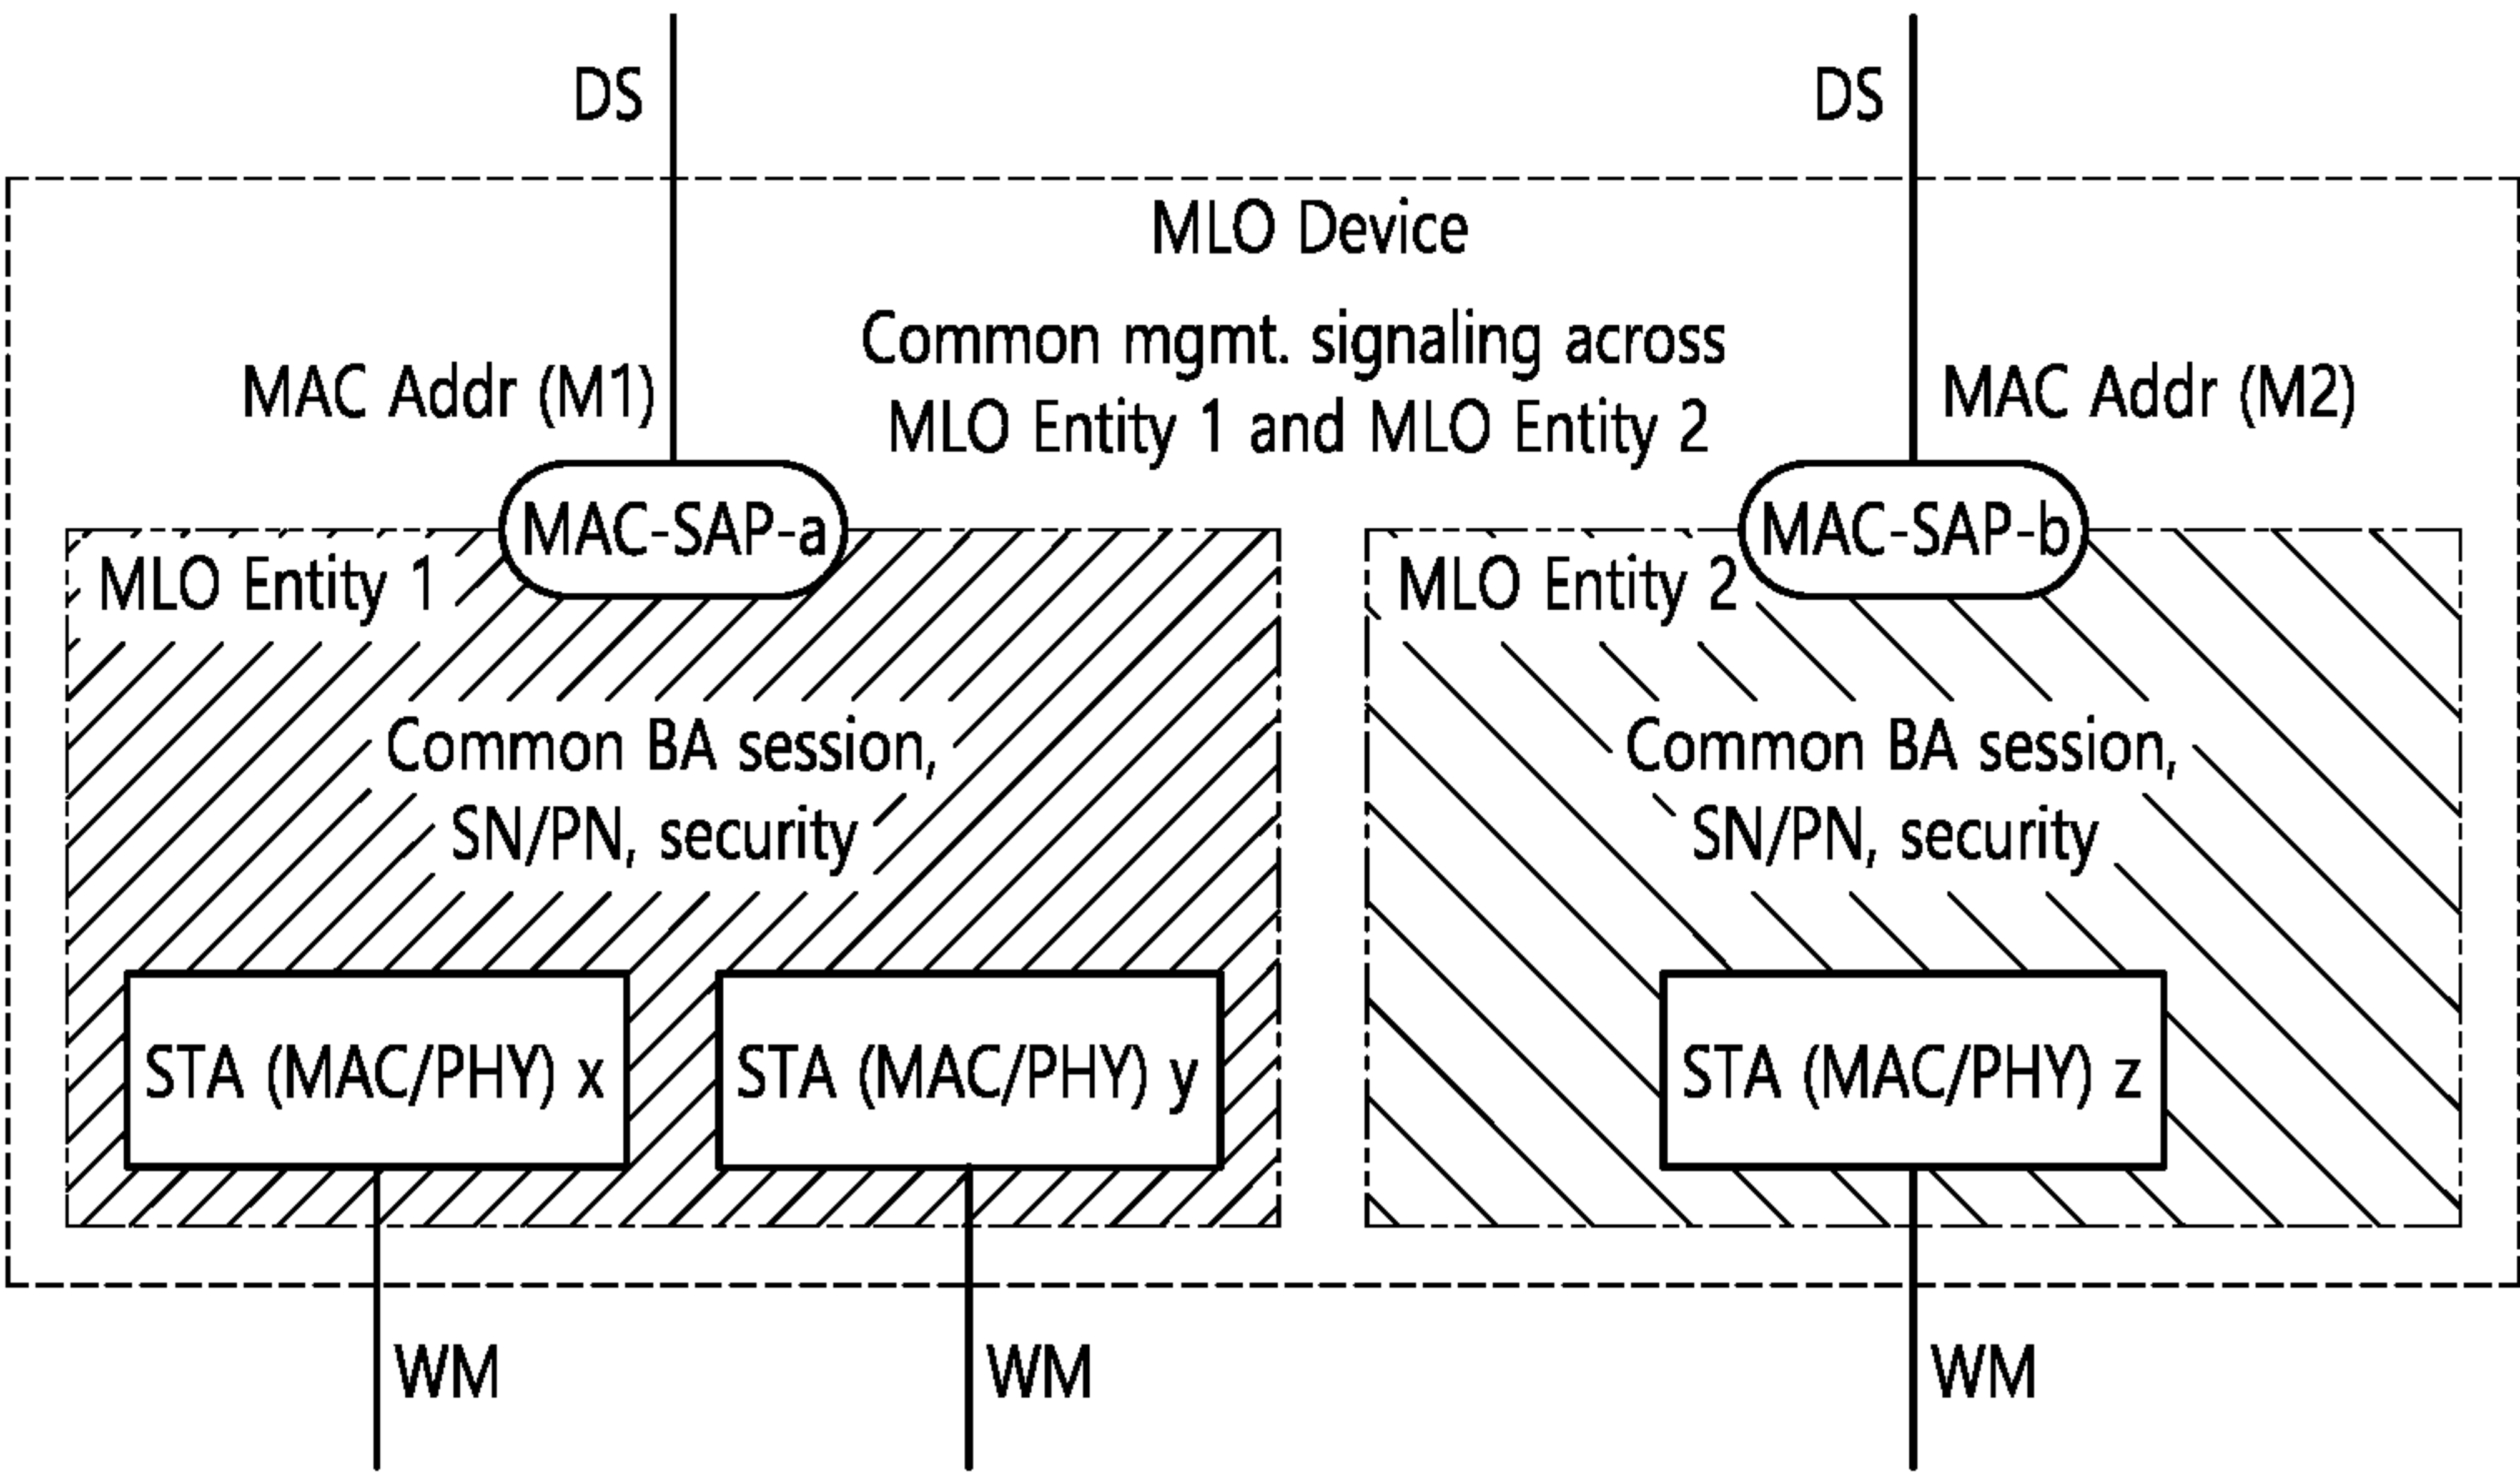 DS
DS
MLO Device
Common mgmt. signaling across
MLO Entity 1 and MLO Entity 2
MAC Addr (M1)
MAC Addr (M2)
MAC-SAP-a
MAC-SAP-b
MLO Entity 1
MLO Entity 2
Common BA session,
SN/PN, security
Common BA session,
SN/PN, security
STA (MAC/PHY) x
STA (MAC/PHY) y
STA (MAC/PHY) z
WM
WM
WM